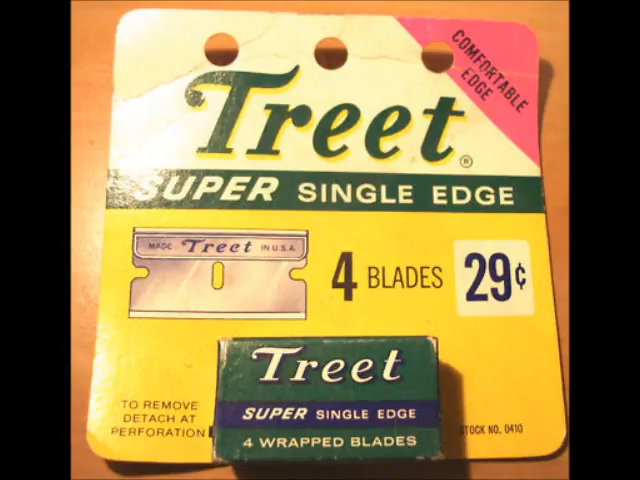 COMFORTABLE
EDGE
Treet®
SUPER SINGLE EDGE
MADE Treet IN U.S.A.
4 BLADES 29¢
Treet
SUPER SINGLE EDGE
4 WRAPPED BLADES
TO REMOVE
DETACH AT
PERFORATION
STOCK NO. 0410